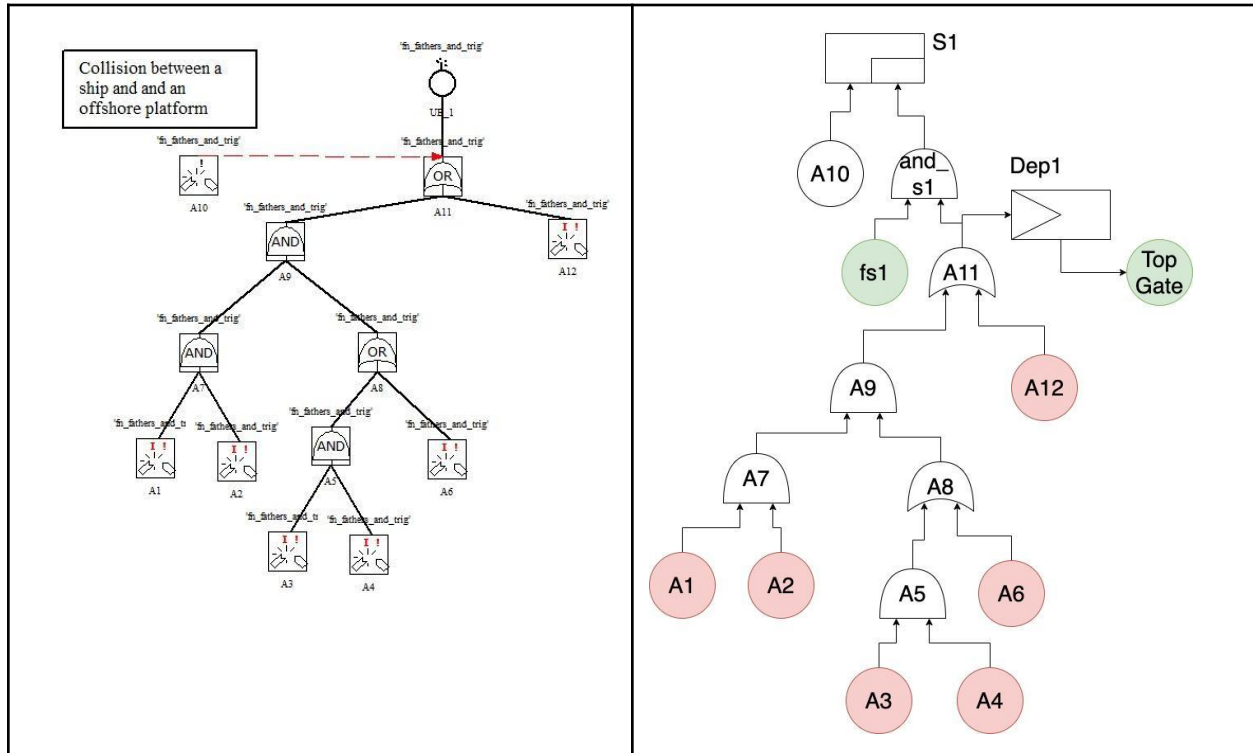 'fn_fathers_and_trig'
Collision between a
ship and and an
offshore platform
UE_1
'fn_fathers_and_trig'
'fn_fathers_and_trig'
!
OR
A10
A11
'fn_fathers_and_trig'
'fn_fathers_and_trig'
AND
I !
A9
A12
'fn_fathers_and_trig'
'fn_fathers_and_trig'
AND
OR
A7
A8
'fn_fathers_and_tr
'fn_fathers_and_trig'
'fn_fathers_and_trig'
'fn_fathers_and_trig'
I !
I !
AND
I !
A1
A2
A5
A6
'fn_fathers_and_tr
'fn_fathers_and_trig'
I !
I !
A3
A4
S1
A10
and_
s1
Dep1
fs1
A11
Top
Gate
A9
A12
A7
A8
A1
A2
A5
A6
A3
A4